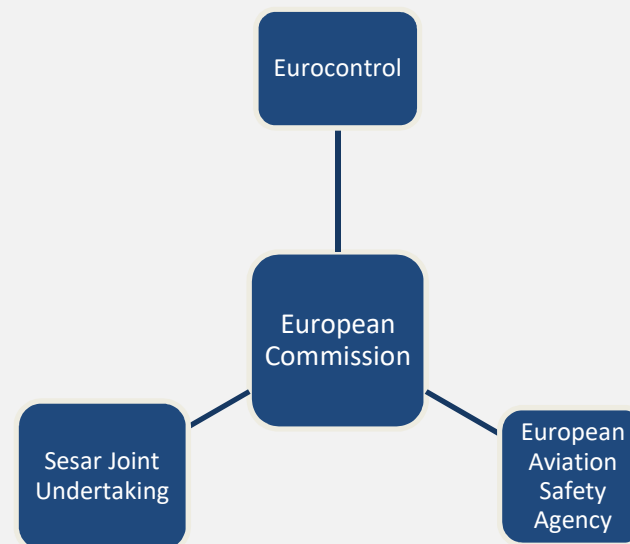 Eurocontrol
European
Commission
Sesar Joint
Undertaking
European
Aviation
Safety
Agency